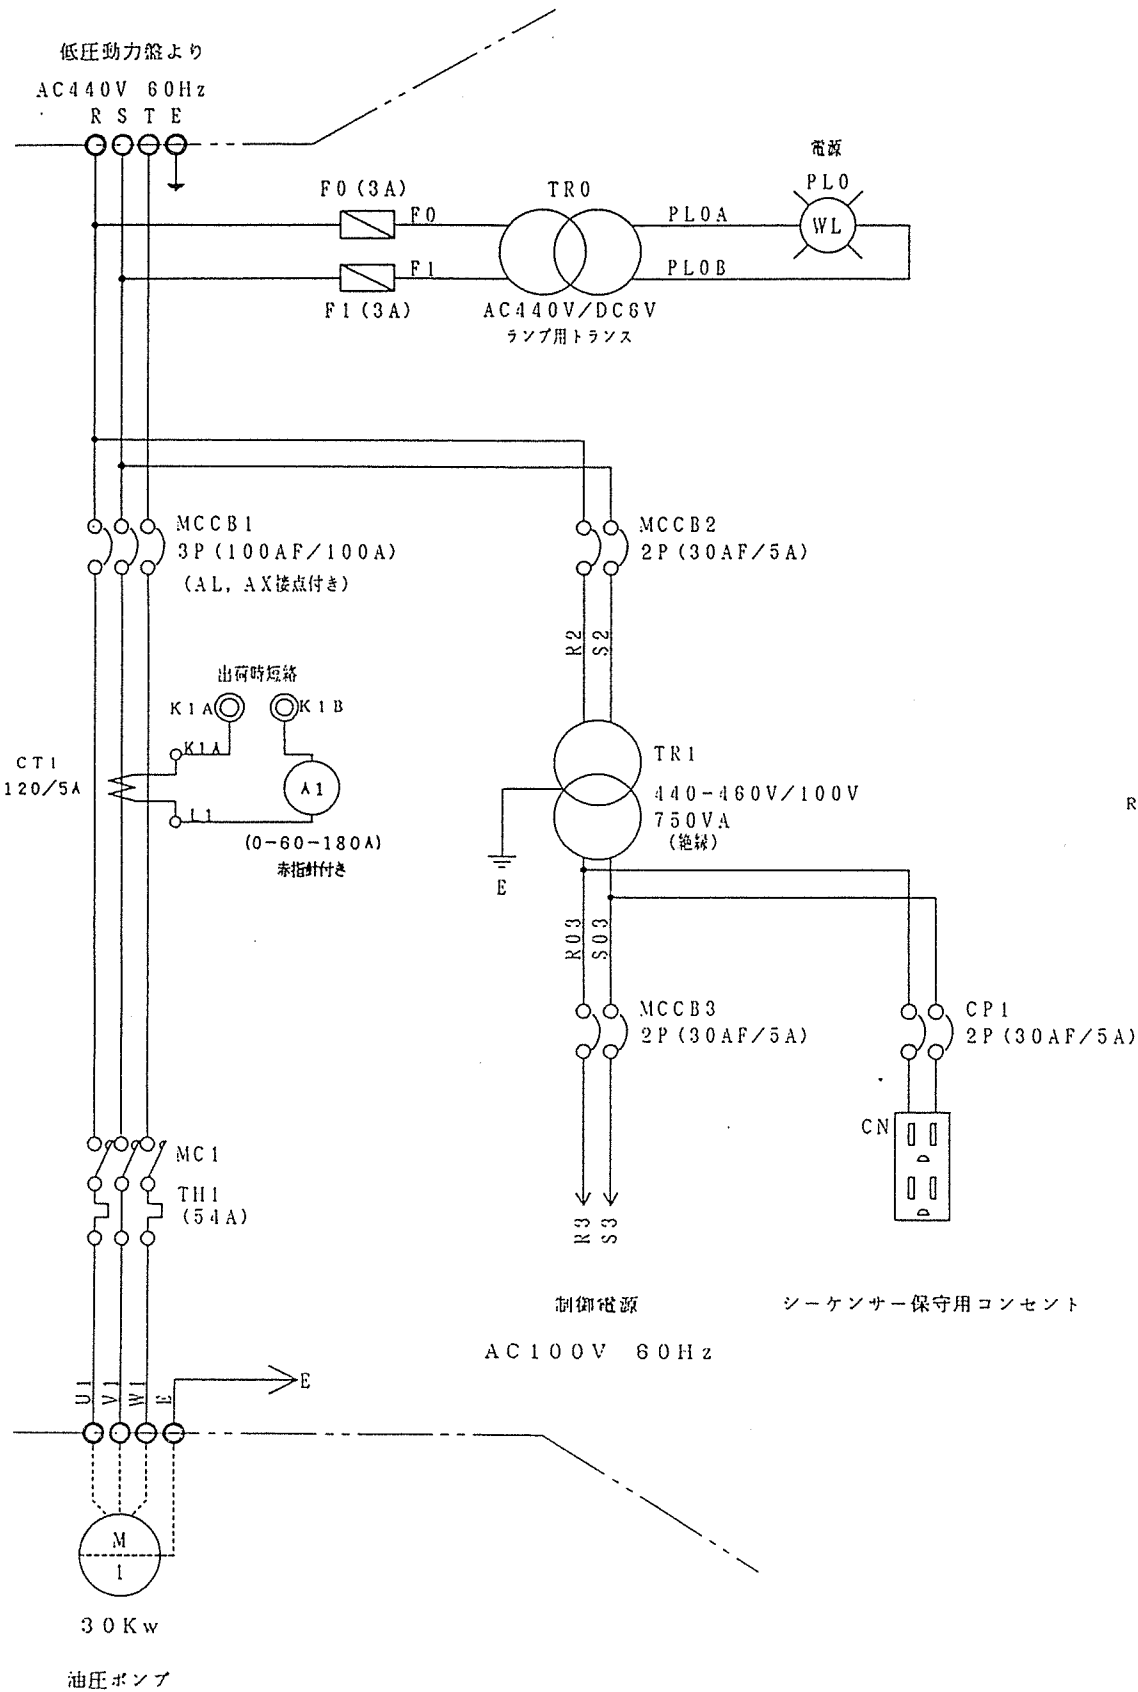 低圧動力盤より
AC440V 60Hz
R S T E
電源
PL0
WL
F0(3A)
F0
TR0
PL0A
F1
PL0B
F1(3A)
AC440V/DC6V
ランプ用トランス
MCCB1
3P(100AF/100A)
(AL, AX接点付き)
MCCB2
2P(30AF/5A)
R2
S2
出荷時短絡
K1A
K1B
K1A
CT1
120/5A
A1
L1
(0-60-180A)
赤指針付き
TR1
440-460V/100V
750VA
(絶縁)
E
R
R03
S03
MCCB3
2P(30AF/5A)
CP1
2P(30AF/5A)
CN
MC1
TH1
(54A)
R3
S3
制御電源
シーケンサー保守用コンセント
AC100V 60Hz
U1
V1
W1
E
E
M
1
30Kw
油圧ポンプ